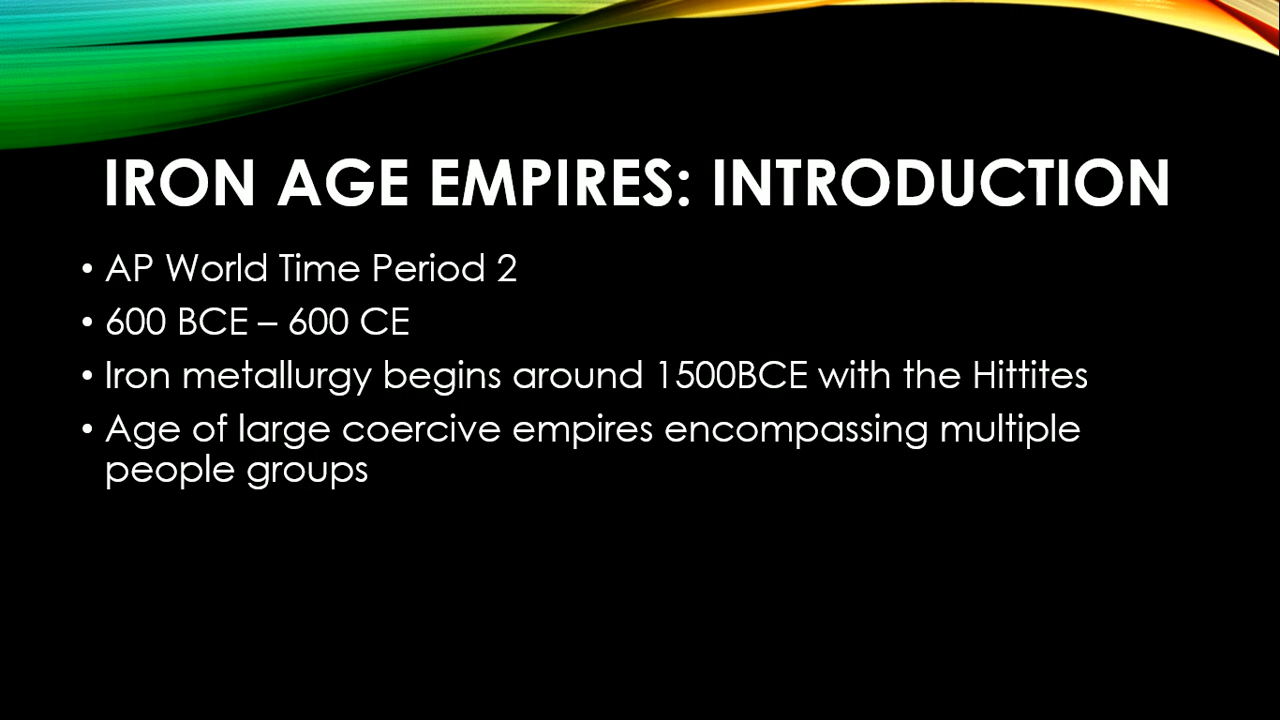 IRON AGE EMPIRES: INTRODUCTION
• AP World Time Period 2
• 600 BCE – 600 CE
• Iron metallurgy begins around 1500BCE with the Hittites
• Age of large coercive empires encompassing multiple
people groups